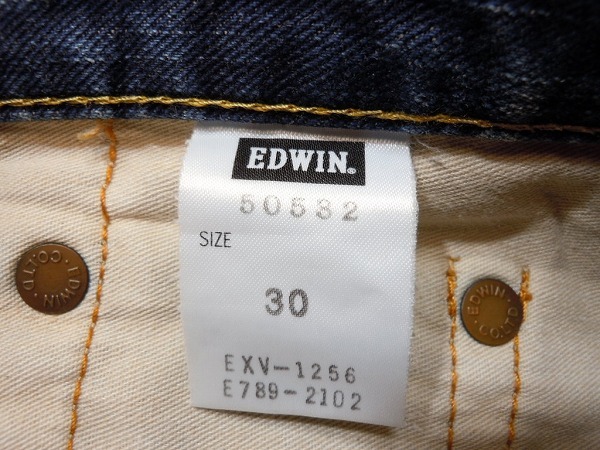 EDWIN.
50532
SIZE
30
EXV-1256
E789-2102
EDWIN
CO.LTD
EDWIN
CO.LTD